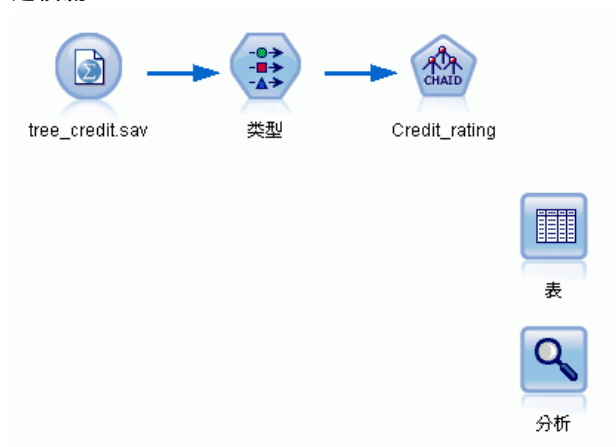 tree_credit.sav
类型
CHAID
Credit_rating
表
分析